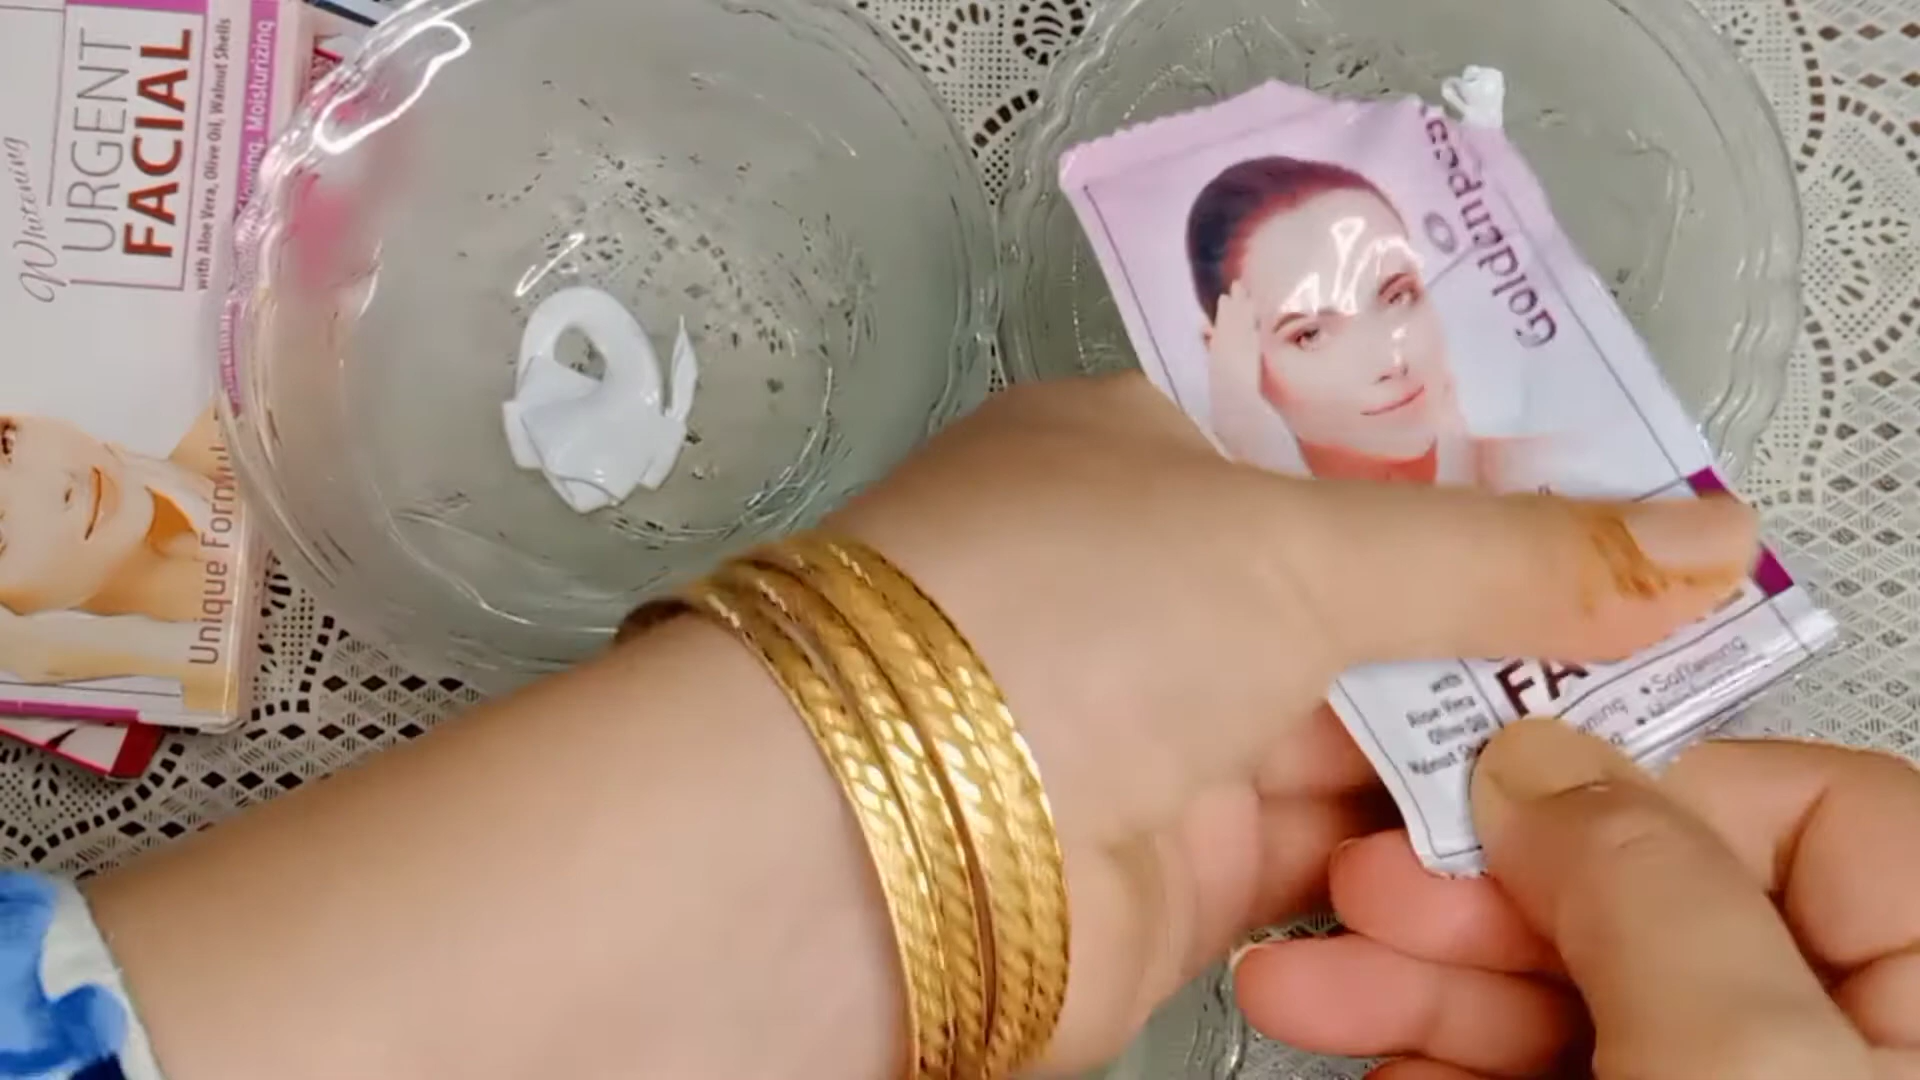 Whitening
URGENT
FACIAL
with Aloe Vera, Olive Oil, Walnut Shells
Moisturizing
Unique
Goldenpearl
FA
with
Aloe Vera
Olive Oil
Walnut
• Softening